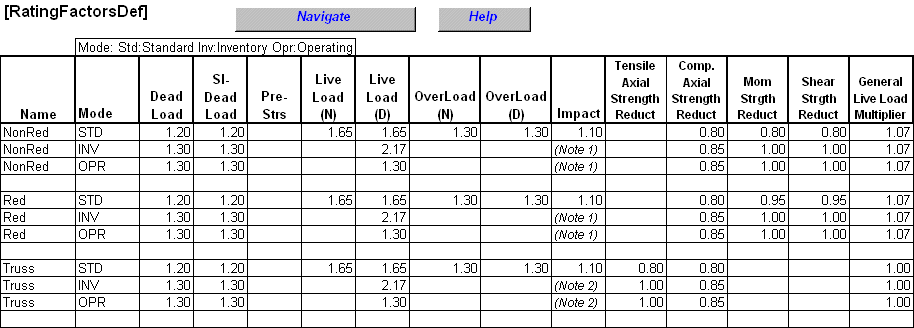 [RatingFactorsDef] Navigate Help
Mode: Std:Standard Inv:Inventory Opr:Operating
Name Mode Dead Load Sl-Dead Load Pre-Strs Live Load (N) Live Load (D) OverLoad (N) OverLoad (D) Impact Tensile Axial Strength Reduct Comp. Axial Strength Reduct Mom Strgth Reduct Shear Strgth Reduct General Live Load Multiplier
NonRed STD 1.20 1.20 1.65 1.65 1.30 1.30 1.10 0.80 0.80 0.80 1.07
NonRed INV 1.30 1.30 2.17 (Note 1) 0.85 1.00 1.00 1.07
NonRed OPR 1.30 1.30 1.30 (Note 1) 0.85 1.00 1.00 1.07
Red STD 1.20 1.20 1.65 1.65 1.30 1.30 1.10 0.80 0.95 0.95 1.07
Red INV 1.30 1.30 2.17 (Note 1) 0.85 1.00 1.00 1.07
Red OPR 1.30 1.30 1.30 (Note 1) 0.85 1.00 1.00 1.07
Truss STD 1.20 1.20 1.65 1.65 1.30 1.30 1.10 0.80 0.80 1.00
Truss INV 1.30 1.30 2.17 (Note 2) 1.00 0.85 1.00
Truss OPR 1.30 1.30 1.30 (Note 2) 1.00 0.85 1.00